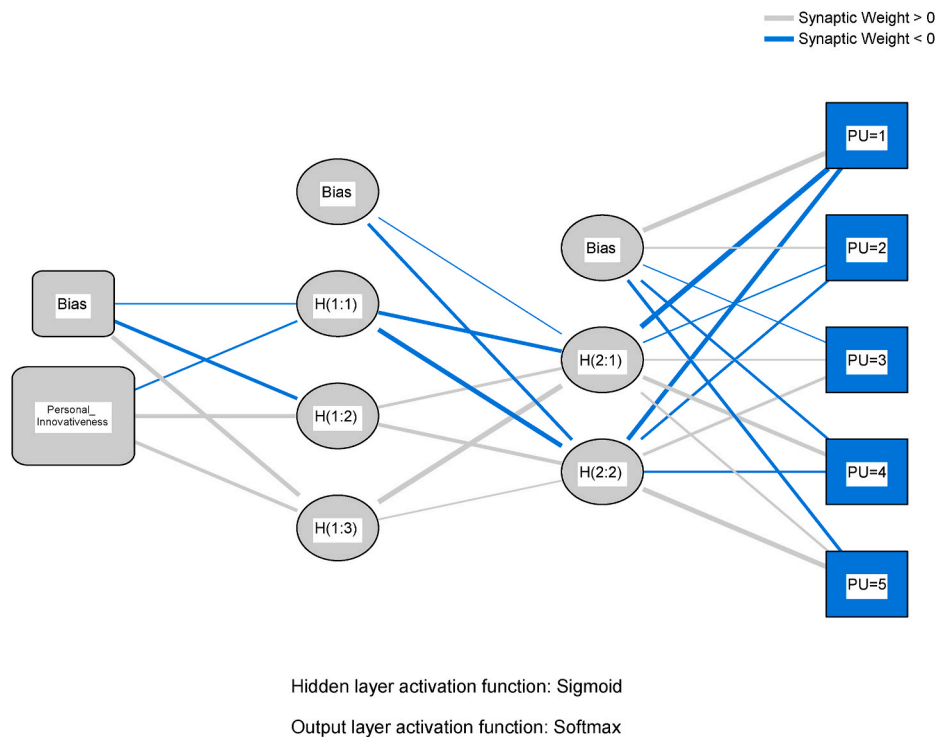 Synaptic Weight > 0
Synaptic Weight < 0
Bias
Personal_
Innovativeness
Bias
H(1:1)
H(1:2)
H(1:3)
Bias
H(2:1)
H(2:2)
PU=1
PU=2
PU=3
PU=4
PU=5
Hidden layer activation function: Sigmoid
Output layer activation function: Softmax